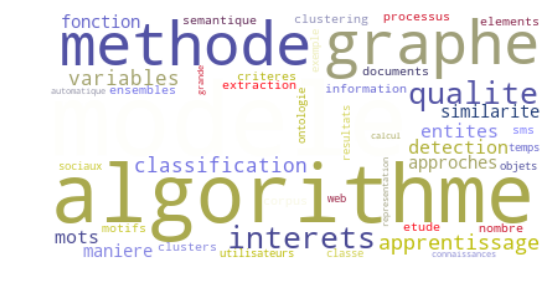 fonction semantique clustering processus elements
methode graphe
exemple
variables grande criteres documents
automatique ensembles extraction information qualite
ontologie similarite
resultats calcul entites sms
detection temps
sociaux classification representation approches objets
algorithme
corpus web
mots motifs interets etude nombre
maniere clusters utilisateurs classe apprentissage
connaissances